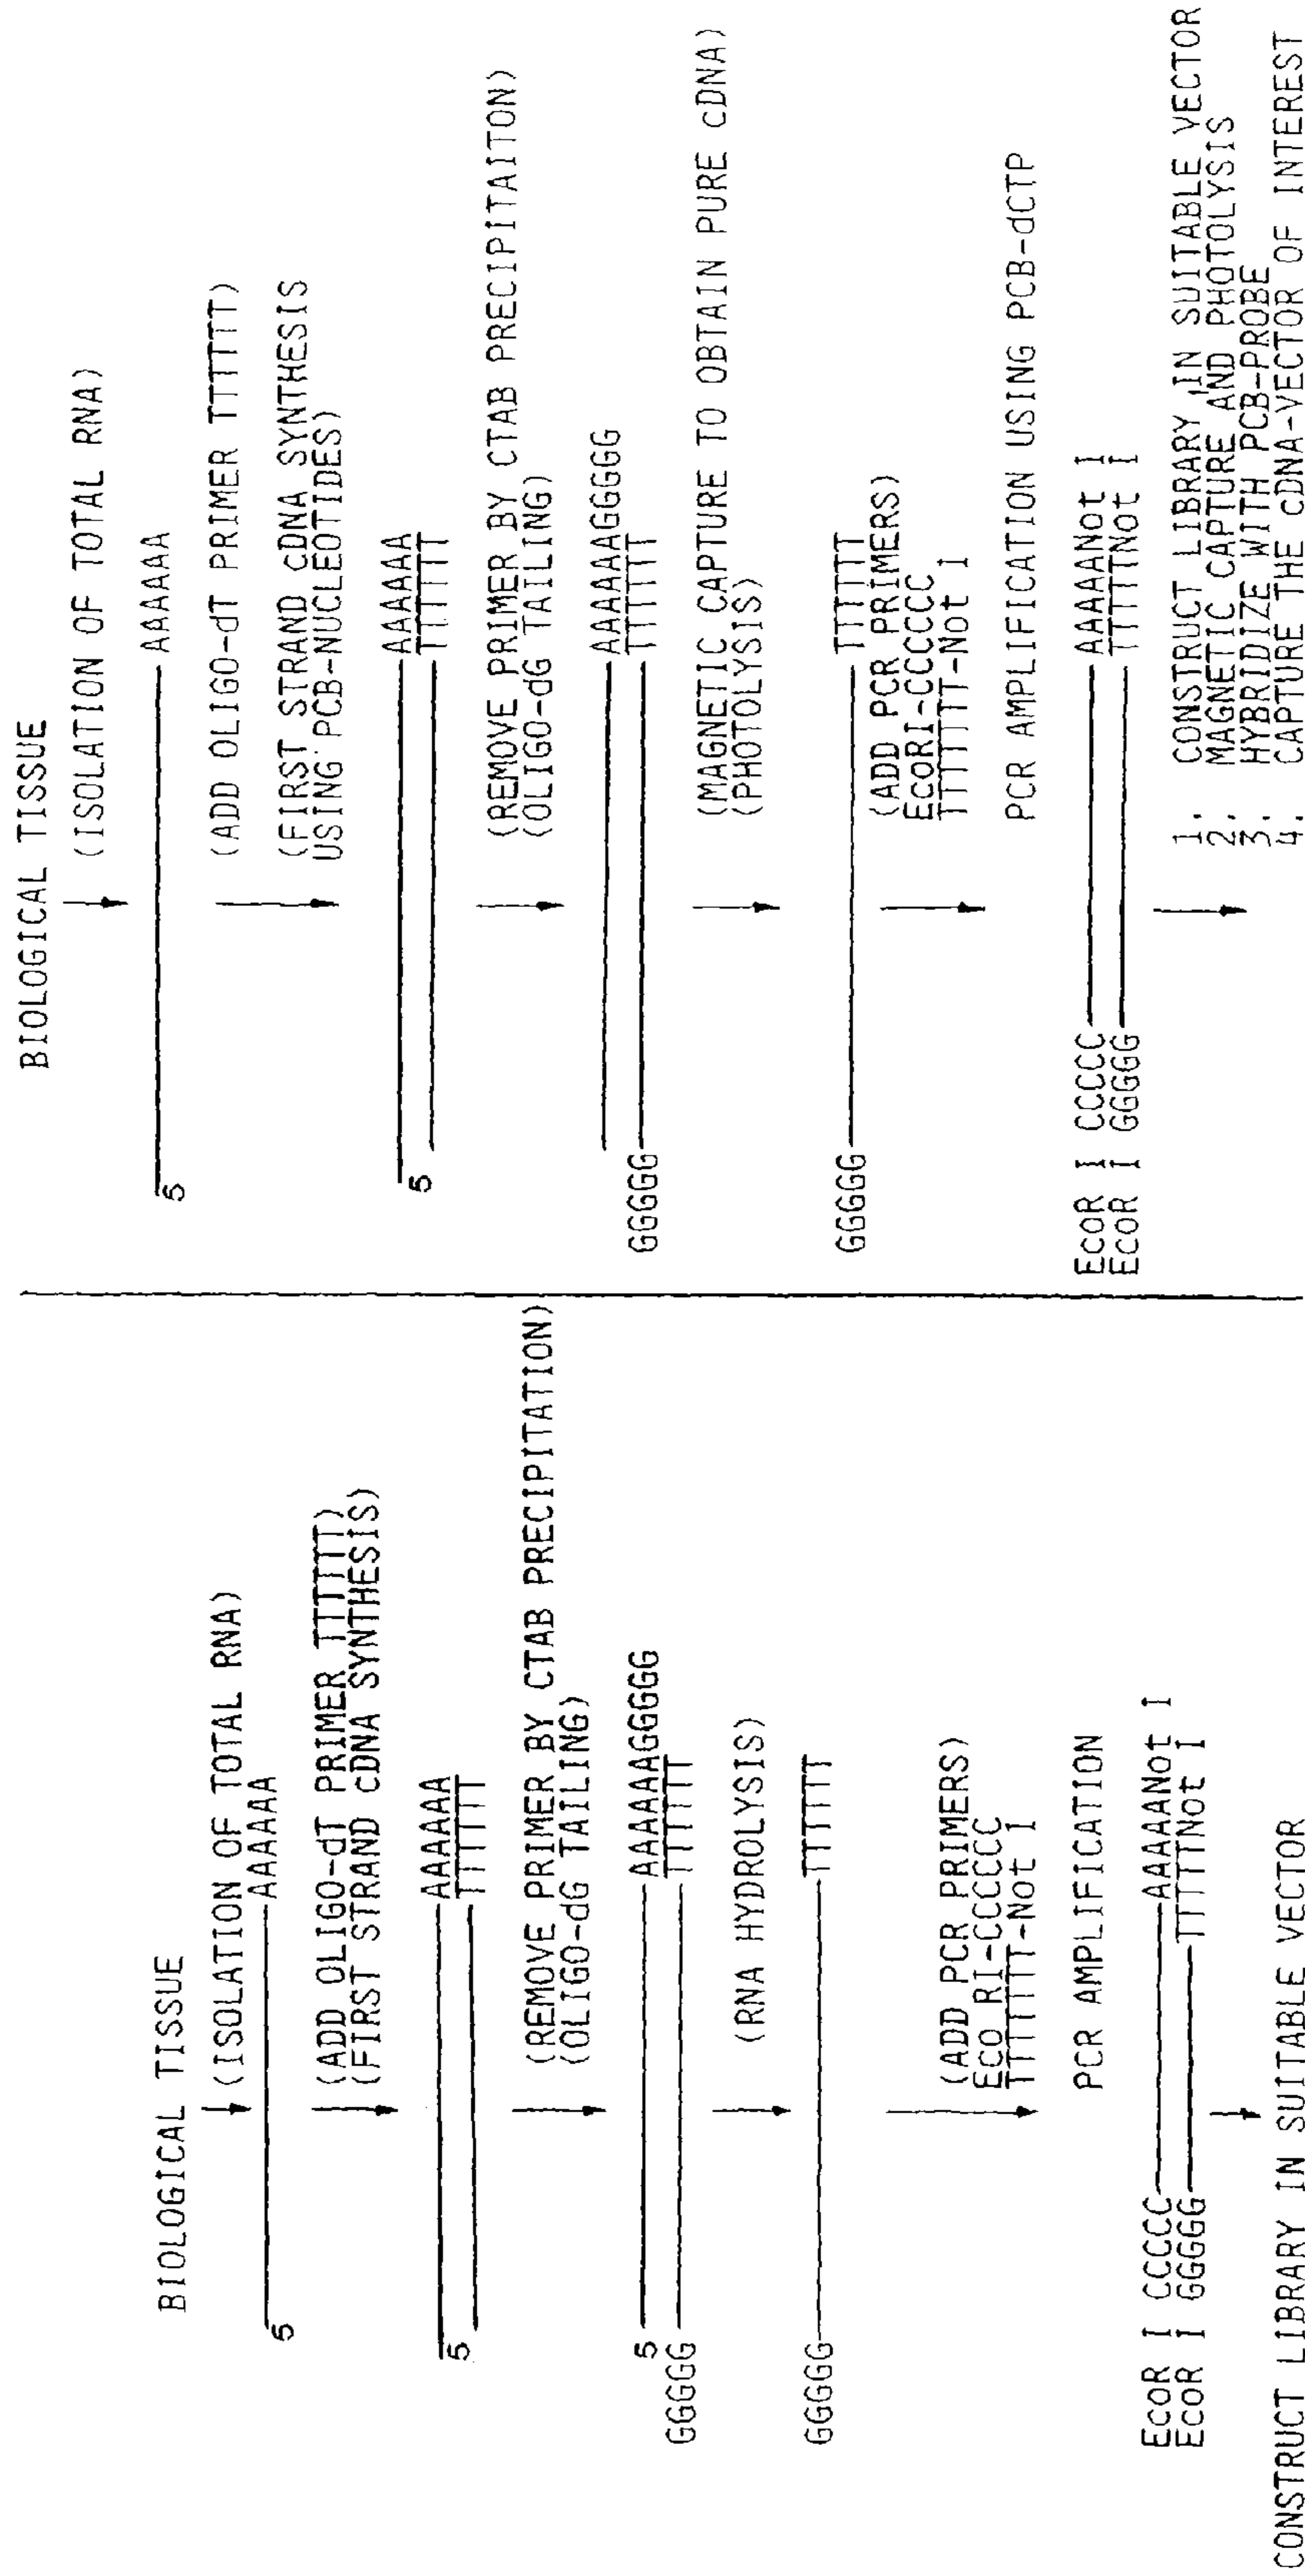 BIOLOGICAL TISSUE
(ISOLATION OF TOTAL RNA)
AAAAAA
5
(ADD OLIGO-dT PRIMER TTTTTT)
(FIRST STRAND cDNA SYNTHESIS)
AAAAAA
TTTTTT
5
(REMOVE PRIMER BY CTAB PRECIPITATION)
(OLIGO-dG TAILING)
5 AAAAAAGGGGG
GGGGG TTTTTT
(RNA HYDROLYSIS)
GGGGG TTTTTT
(ADD PCR PRIMERS)
ECO RI-CCCCCC
TTTTTTT-Not I
PCR AMPLIFICATION
EcoR I CCCCC AAAAANot I
EcoR I GGGGG TTTTTNot I
CONSTRUCT LIBRARY IN SUITABLE VECTOR
BIOLOGICAL TISSUE
(ISOLATION OF TOTAL RNA)
AAAAAA
5
(ADD OLIGO-dT PRIMER TTTTTT)
(FIRST STRAND cDNA SYNTHESIS
USING PCB-NUCLEOTIDES)
AAAAAA
5 TTTTTT
(REMOVE PRIMER BY CTAB PRECIPITAITON)
(OLIGO-dG TAILING)
AAAAAAGGGGG
GGGGG TTTTTT
(MAGNETIC CAPTURE TO OBTAIN PURE cDNA)
(PHOTOLYSIS)
GGGGG TTTTTT
(ADD PCR PRIMERS)
EcoRI-CCCCCC
TTTTTTT-Not I
PCR AMPLIFICATION USING PCB-dCTP
EcoR I CCCCC AAAAANot I
EcoR I GGGGG TTTTTNot I
1. CONSTRUCT LIBRARY IN SUITABLE VECTOR
2. MAGNETIC CAPTURE AND PHOTOLYSIS
3. HYBRIDIZE WITH PCB-PROBE
4. CAPTURE THE cDNA-VECTOR OF INTEREST